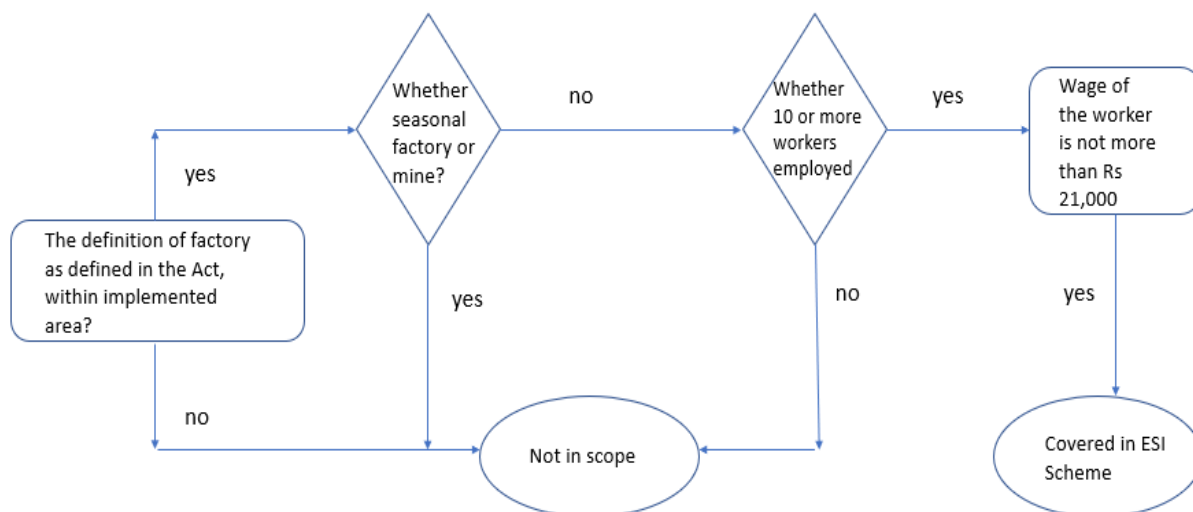 Whether
seasonal
factory or
mine?
no
Whether
10 or more
workers
employed
yes
Wage of
the worker
is not more
than Rs
21,000
yes
The definition of factory
as defined in the Act,
within implemented
area?
yes
no
yes
no
Not in scope
Covered in ESI
Scheme